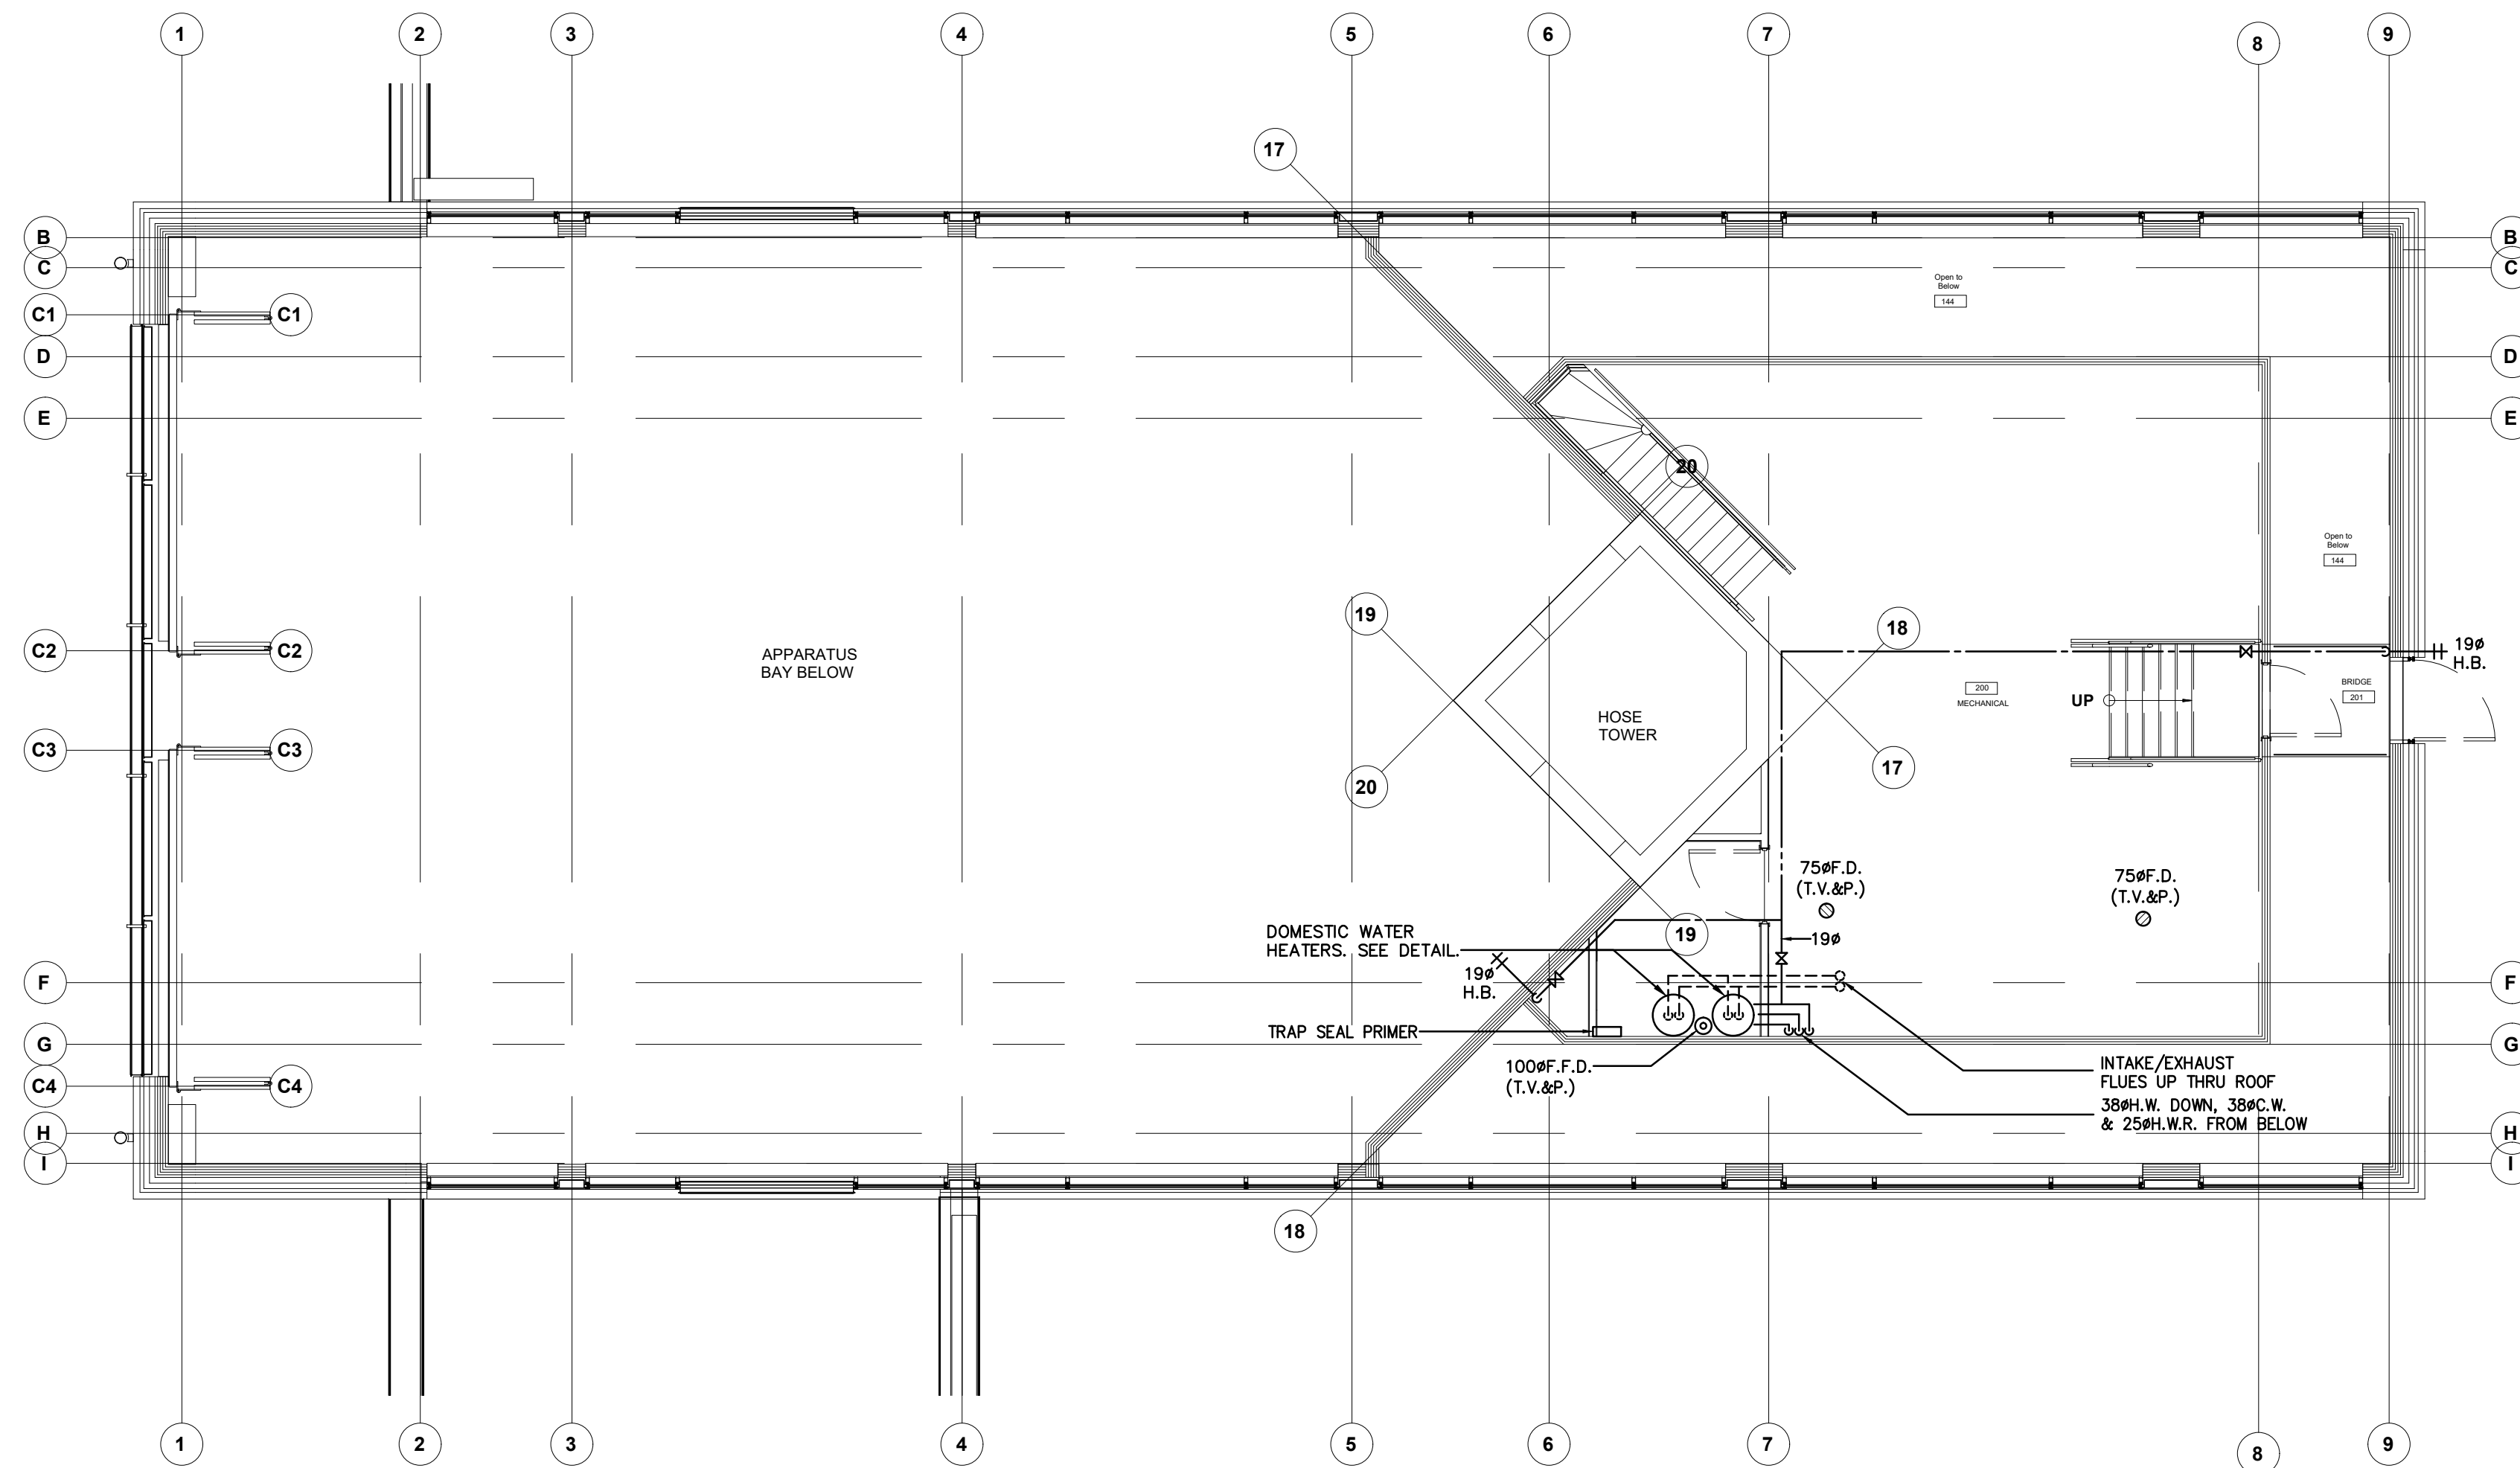 1 2 3 4 5 6 7 8 9
17
B B
C C
Open to
Below
144
C1 C1
D D
E E
20
Open to
Below
144
19
18
C2 C2
APPARATUS
BAY BELOW
19ø
H.B.
200
MECHANICAL
UP
BRIDGE
201
HOSE
TOWER
C3 C3
17
20
75øF.D.
(T.V.&P.)
75øF.D.
(T.V.&P.)
DOMESTIC WATER
HEATERS. SEE DETAIL.
19
19ø
F F
19ø
H.B.
TRAP SEAL PRIMER
G G
100øF.F.D.
(T.V.&P.)
INTAKE/EXHAUST
FLUES UP THRU ROOF
C4 C4
38øH.W. DOWN, 38øC.W.
& 25øH.W.R. FROM BELOW
H H
I I
18
1 2 3 4 5 6 7 8 9